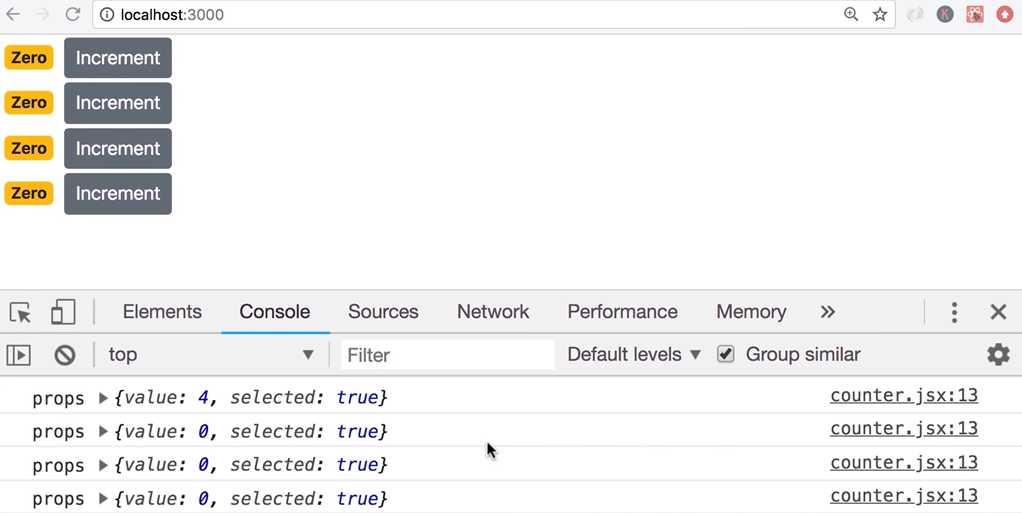 localhost:3000
K
Zero Increment
Zero Increment
Zero Increment
Zero Increment
Elements Console Sources Network Performance Memory »
top ▼ Filter Default levels ▼ Group similar
props ▶ {value: 4, selected: true} counter.jsx:13
props ▶ {value: 0, selected: true} counter.jsx:13
props ▶ {value: 0, selected: true} counter.jsx:13
props ▶ {value: 0, selected: true} counter.jsx:13